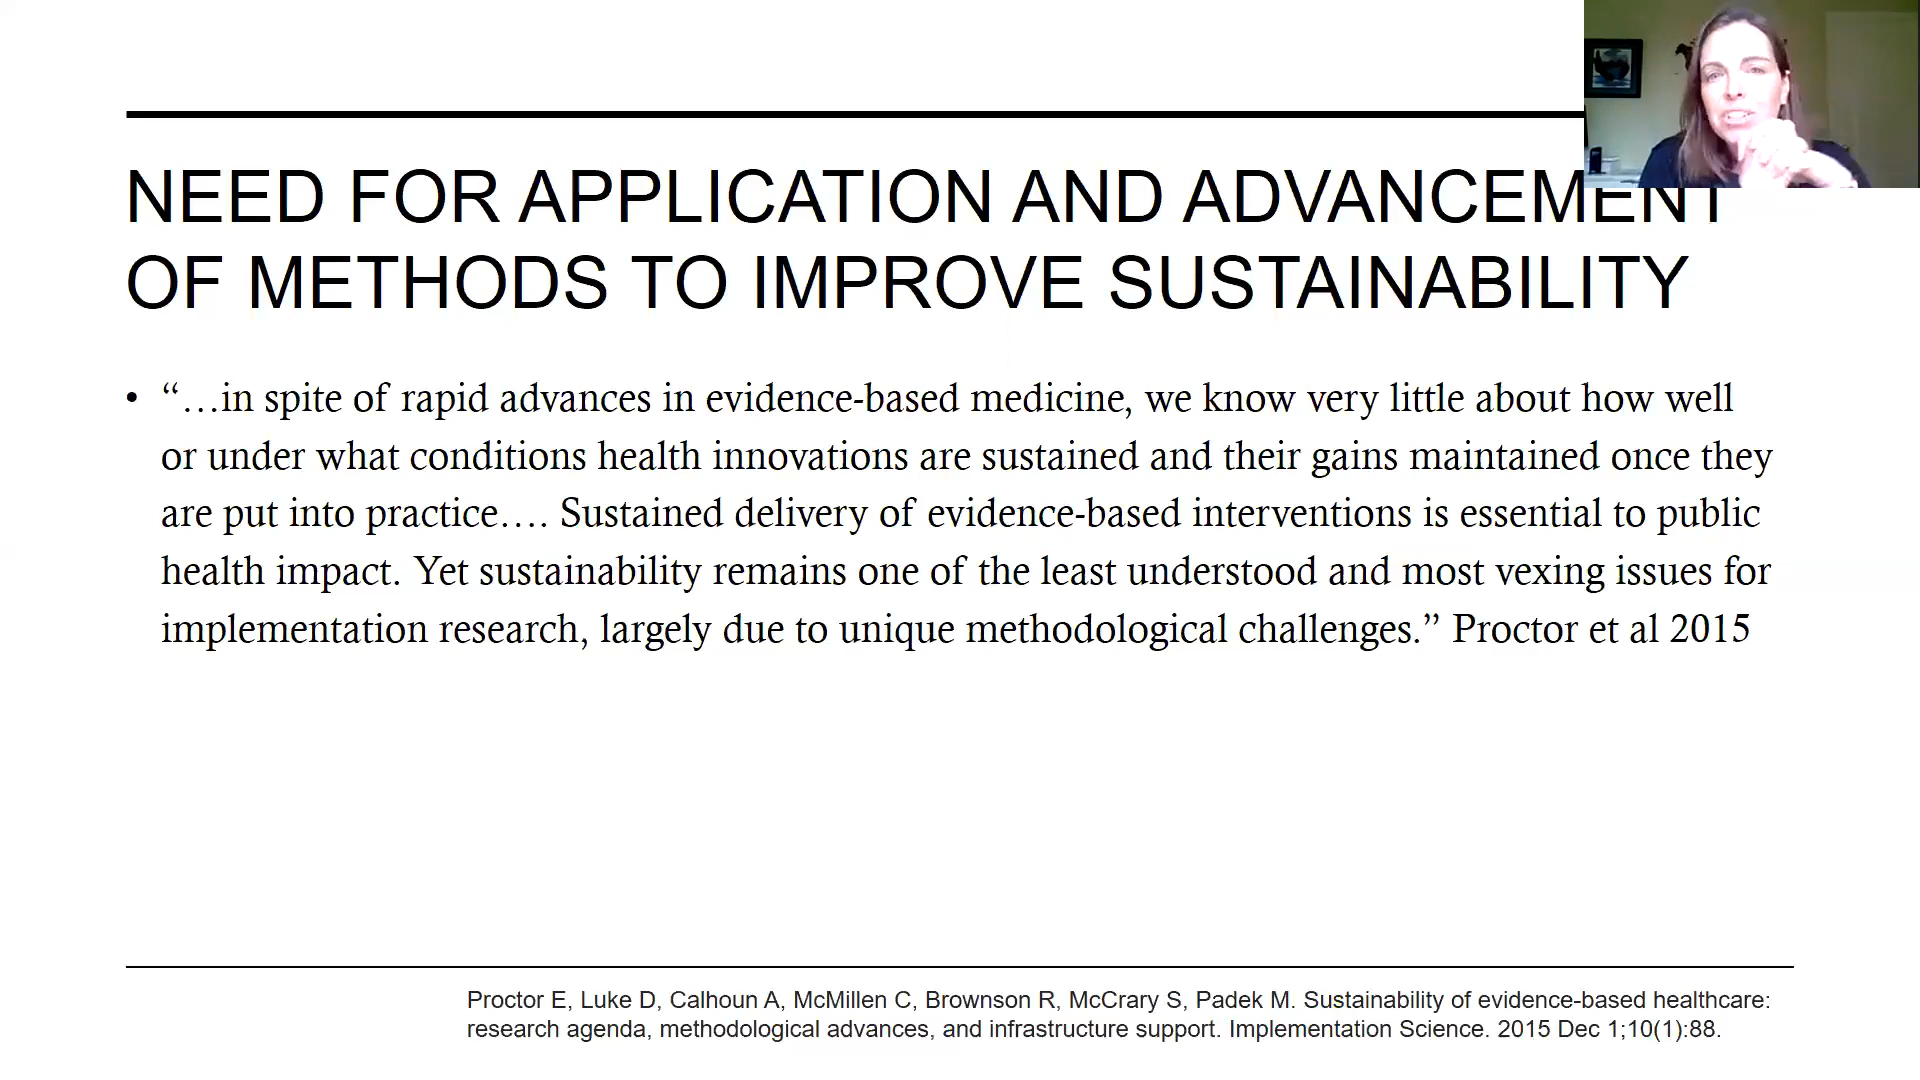 NEED FOR APPLICATION AND ADVANCEMENT
OF METHODS TO IMPROVE SUSTAINABILITY
• “…in spite of rapid advances in evidence-based medicine, we know very little about how well
or under what conditions health innovations are sustained and their gains maintained once they
are put into practice…. Sustained delivery of evidence-based interventions is essential to public
health impact. Yet sustainability remains one of the least understood and most vexing issues for
implementation research, largely due to unique methodological challenges.” Proctor et al 2015
Proctor E, Luke D, Calhoun A, McMillen C, Brownson R, McCrary S, Padek M. Sustainability of evidence-based healthcare:
research agenda, methodological advances, and infrastructure support. Implementation Science. 2015 Dec 1;10(1):88.